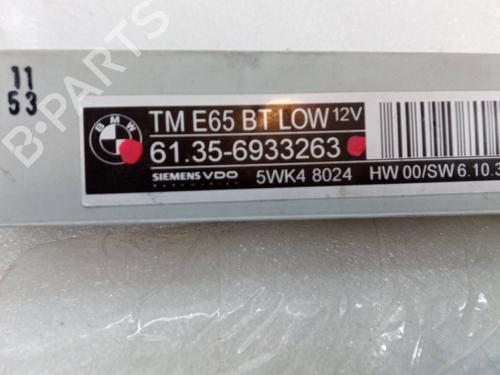 11
53
BMW
TM E65 BT LOW 12V
61.35-6933263
SIEMENS VDO
5WK4 8024
HW 00/SW 6.10.3
B-PARTS